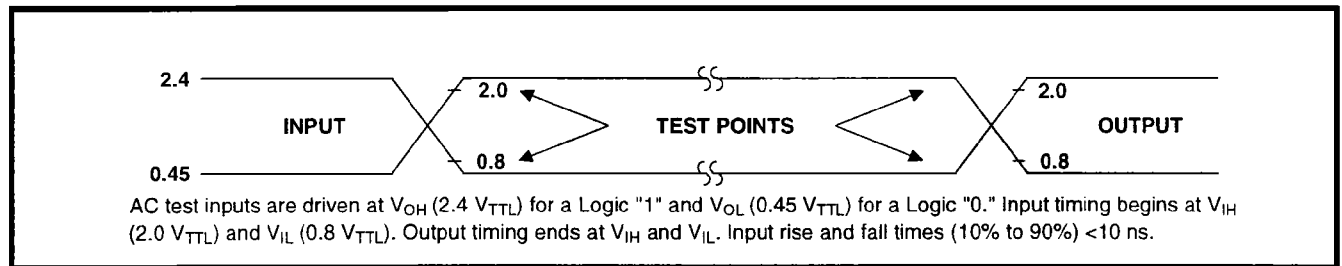 2.4
2.0
2.0
INPUT
TEST POINTS
OUTPUT
0.8
0.8
0.45
AC test inputs are driven at VOH (2.4 VTTL) for a Logic "1" and VOL (0.45 VTTL) for a Logic "0." Input timing begins at VIH
(2.0 VTTL) and VIL (0.8 VTTL). Output timing ends at VIH and VIL. Input rise and fall times (10% to 90%) <10 ns.